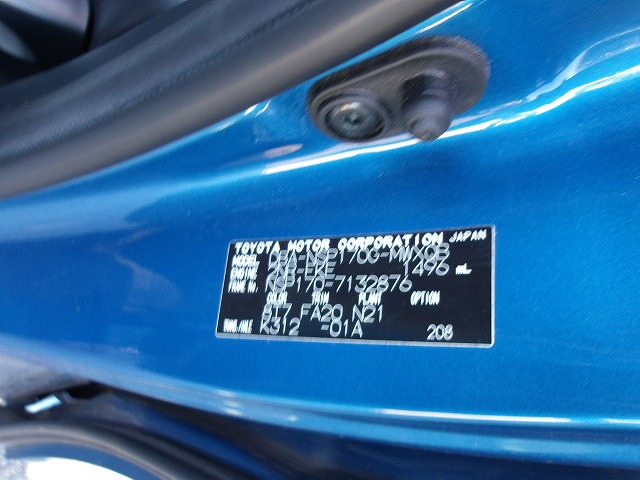 TOYOTA MOTOR CORPORATION JAPAN
MODEL DBA-NSP170G-MWXQB
ENGINE 2NR-FKE 1496 mL
FRAME No. NSP170-7132876
COLOR TRIM PLANT OPTION
8T7 FA20 N21
TRANS/AXLE K312 -01A 208